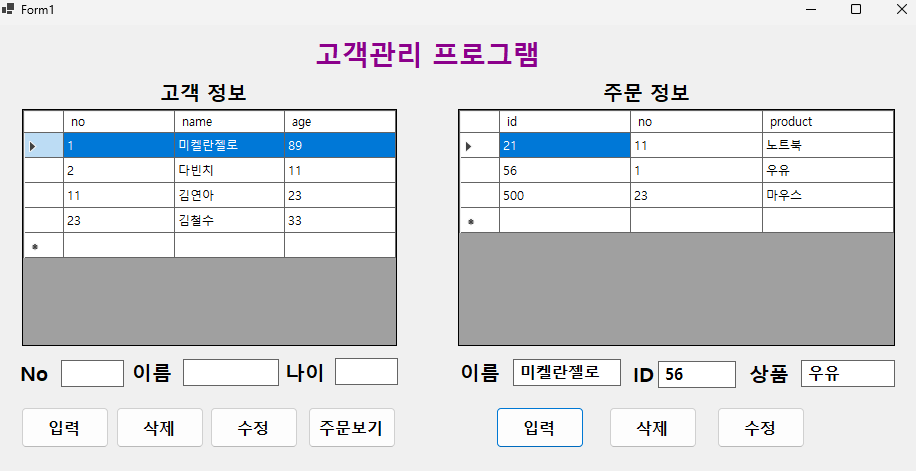 Form1
고객관리 프로그램
고객 정보
no name age
1 미켈란젤로 89
2 다빈치 11
11 김연아 23
23 김철수 33
No 이름 나이
입력 삭제 수정 주문보기
주문 정보
id no product
21 11 노트북
56 1 우유
500 23 마우스
이름 미켈란젤로 ID 56 상품 우유
입력 삭제 수정